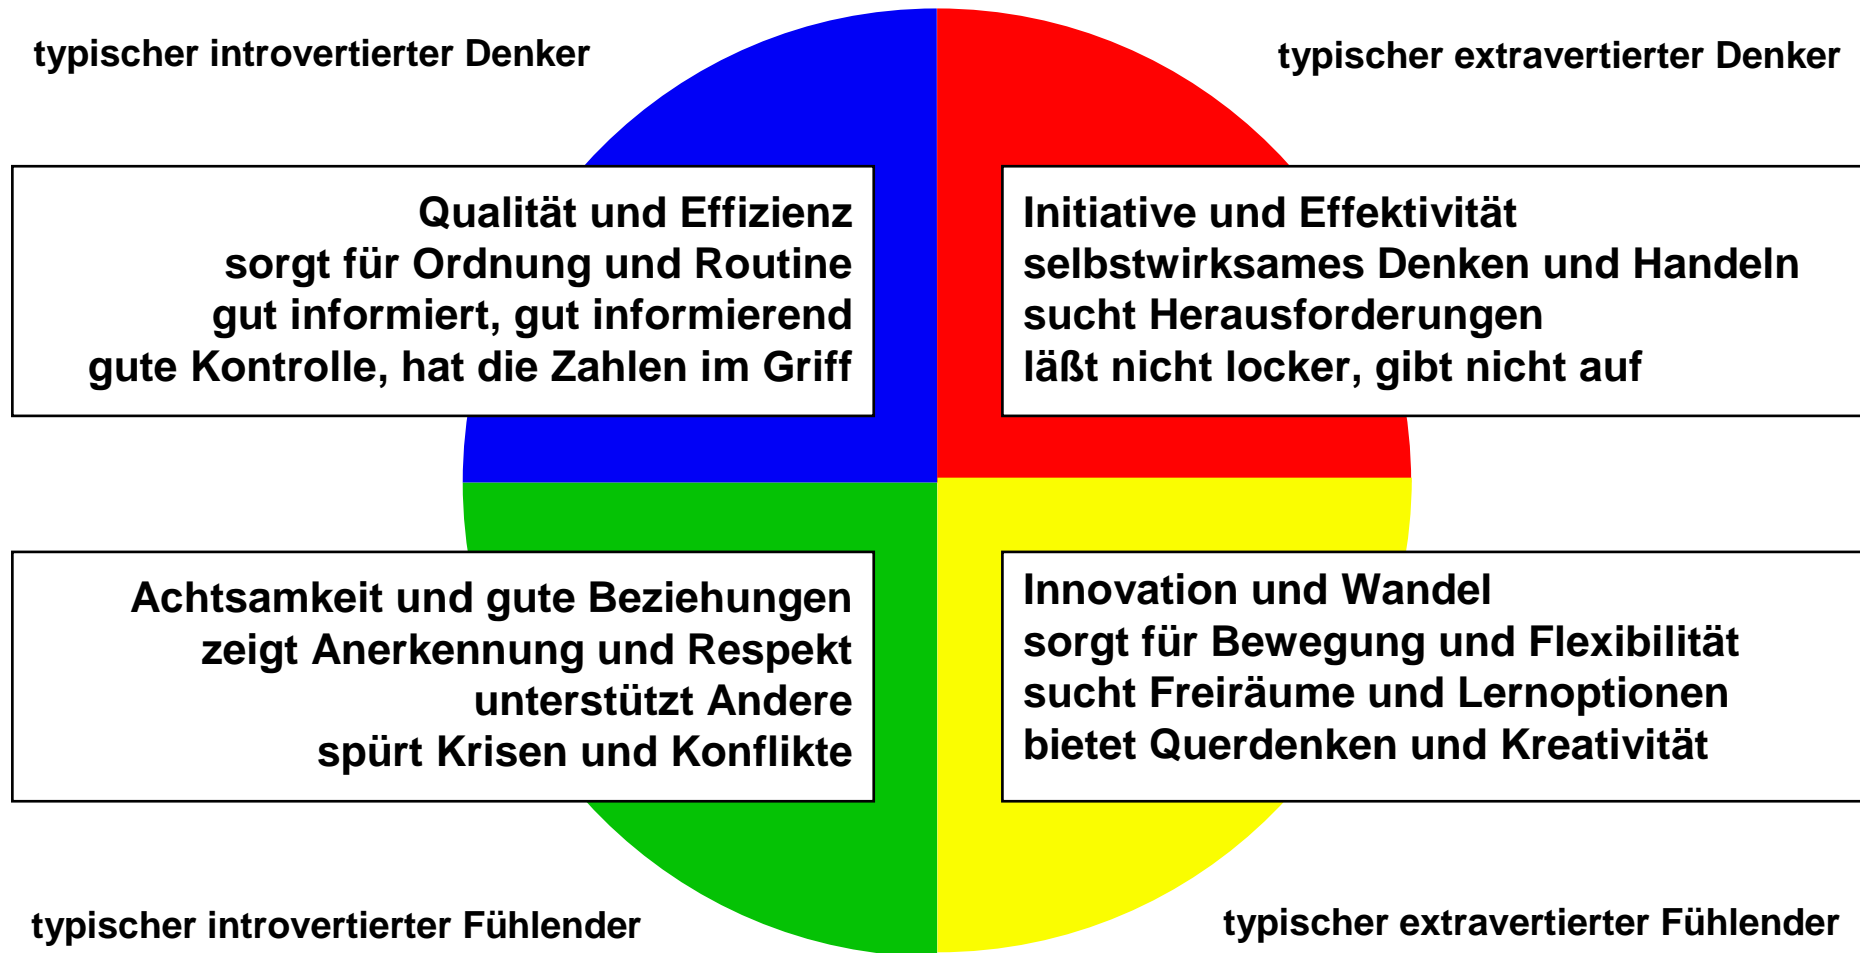 typischer introvertierter Denker
typischer extravertierter Denker
Qualität und Effizienz
sorgt für Ordnung und Routine
gut informiert, gut informierend
gute Kontrolle, hat die Zahlen im Griff
Initiative und Effektivität
selbstwirksames Denken und Handeln
sucht Herausforderungen
läßt nicht locker, gibt nicht auf
Achtsamkeit und gute Beziehungen
zeigt Anerkennung und Respekt
unterstützt Andere
spürt Krisen und Konflikte
Innovation und Wandel
sorgt für Bewegung und Flexibilität
sucht Freiräume und Lernoptionen
bietet Querdenken und Kreativität
typischer introvertierter Fühlender
typischer extravertierter Fühlender